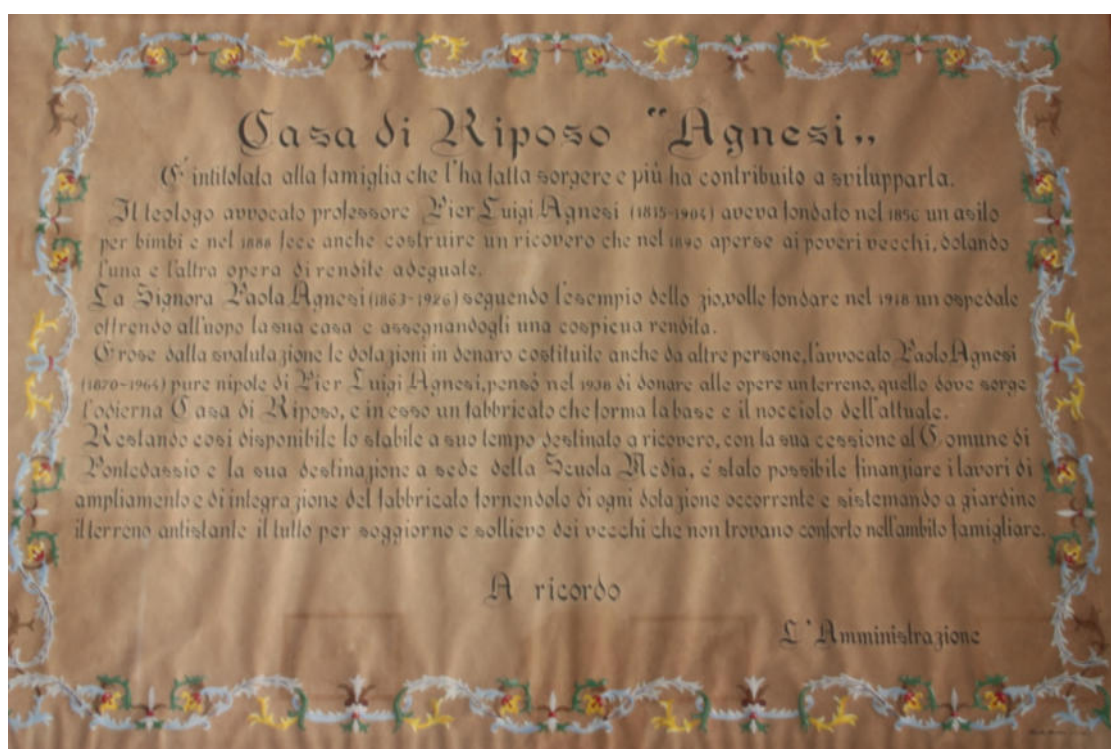 Casa di Riposo "Agnesi„
E' intitolata alla famiglia che l'ha fatta sorgere e più ha contribuito a svilupparla.
Il teologo avvocato professore Pier Luigi Agnesi (1815-1904) aveva fondato nel 1856 un asilo
per bimbi e nel 1888 fece anche costruire un ricovero che nel 1890 aperse ai poveri vecchi, dotando
l'una e l'altra opera di rendite adeguate.
La Signora Paola Agnesi (1863-1926) seguendo l'esempio dello zio, volle fondare nel 1918 un ospedale
offrendo all'uopo la sua casa e assegnandogli una cospicua rendita.
Erose dalla svalutazione le dotazioni in denaro costituite anche da altre persone, l'avvocato Paolo Agnesi
(1870-1964) pure nipote di Pier Luigi Agnesi, pensò nel 1938 di donare alle opere un terreno, quello dove sorge
l'odierna Casa di Riposo, e in esso un fabbricato che forma la base e il nocciolo dell'attuale.
Restando così disponibile lo stabile a suo tempo destinato a ricovero, con la sua cessione al Comune di
Pontedassio e la sua destinazione a sede della Scuola Media, é stato possibile finanziare i lavori di
ampliamento e di integrazione del fabbricato fornendolo di ogni dotazione occorrente e sistemando a giardino
il terreno antistante il tutto per soggiorno e sollievo dei vecchi che non trovano conforto nell'ambito famigliare.
A ricordo
L'Amministrazione